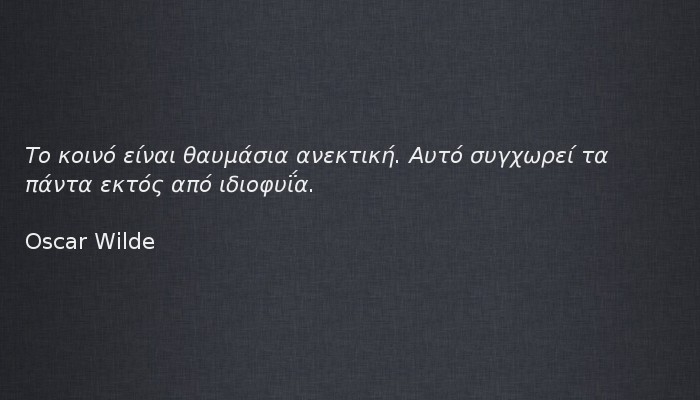 Το κοινό είναι θαυμάσια ανεκτική. Αυτό συγχωρεί τα
πάντα εκτός από ιδιοφυΐα.
Oscar Wilde